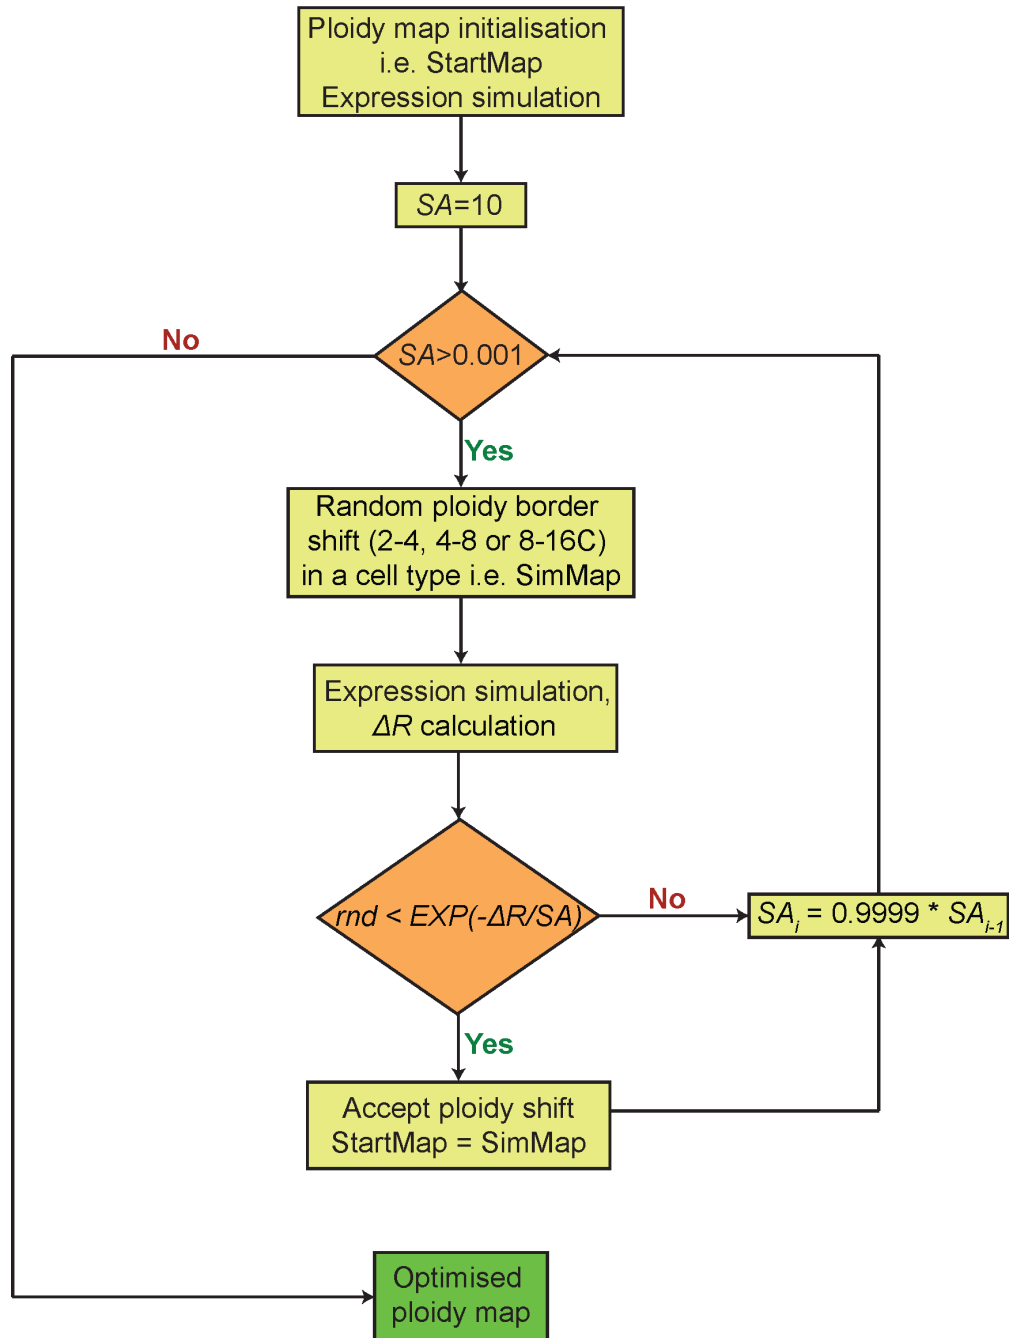 Ploidy map initialisation
i.e. StartMap
Expression simulation
SA=10
SA>0.001
No
Yes
Random ploidy border
shift (2-4, 4-8 or 8-16C)
in a cell type i.e. SimMap
Expression simulation,
ΔR calculation
rnd < EXP(-ΔR/SA)
No
SAi = 0.9999 * SAi-1
Yes
Accept ploidy shift
StartMap = SimMap
Optimised
ploidy map